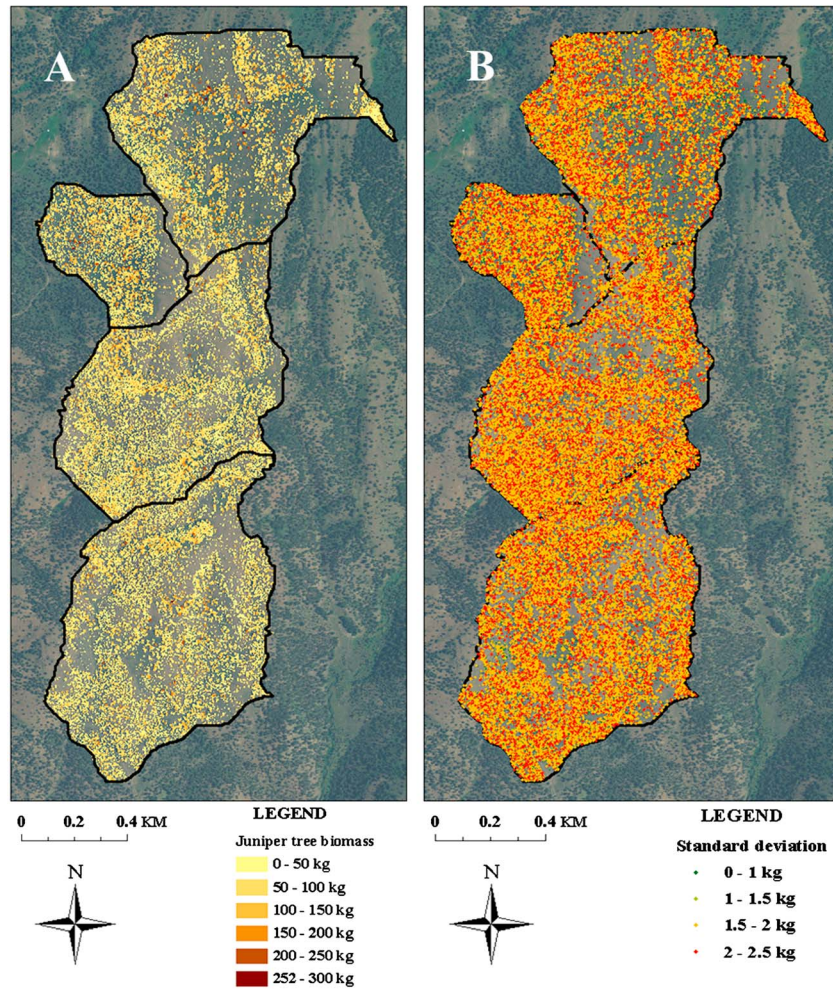 A
B
0 0.2 0.4 KM
LEGEND
Juniper tree biomass
0 - 50 kg
50 - 100 kg
100 - 150 kg
150 - 200 kg
200 - 250 kg
252 - 300 kg
N
0 0.2 0.4 KM
LEGEND
Standard deviation
0 - 1 kg
1 - 1.5 kg
1.5 - 2 kg
2 - 2.5 kg
N